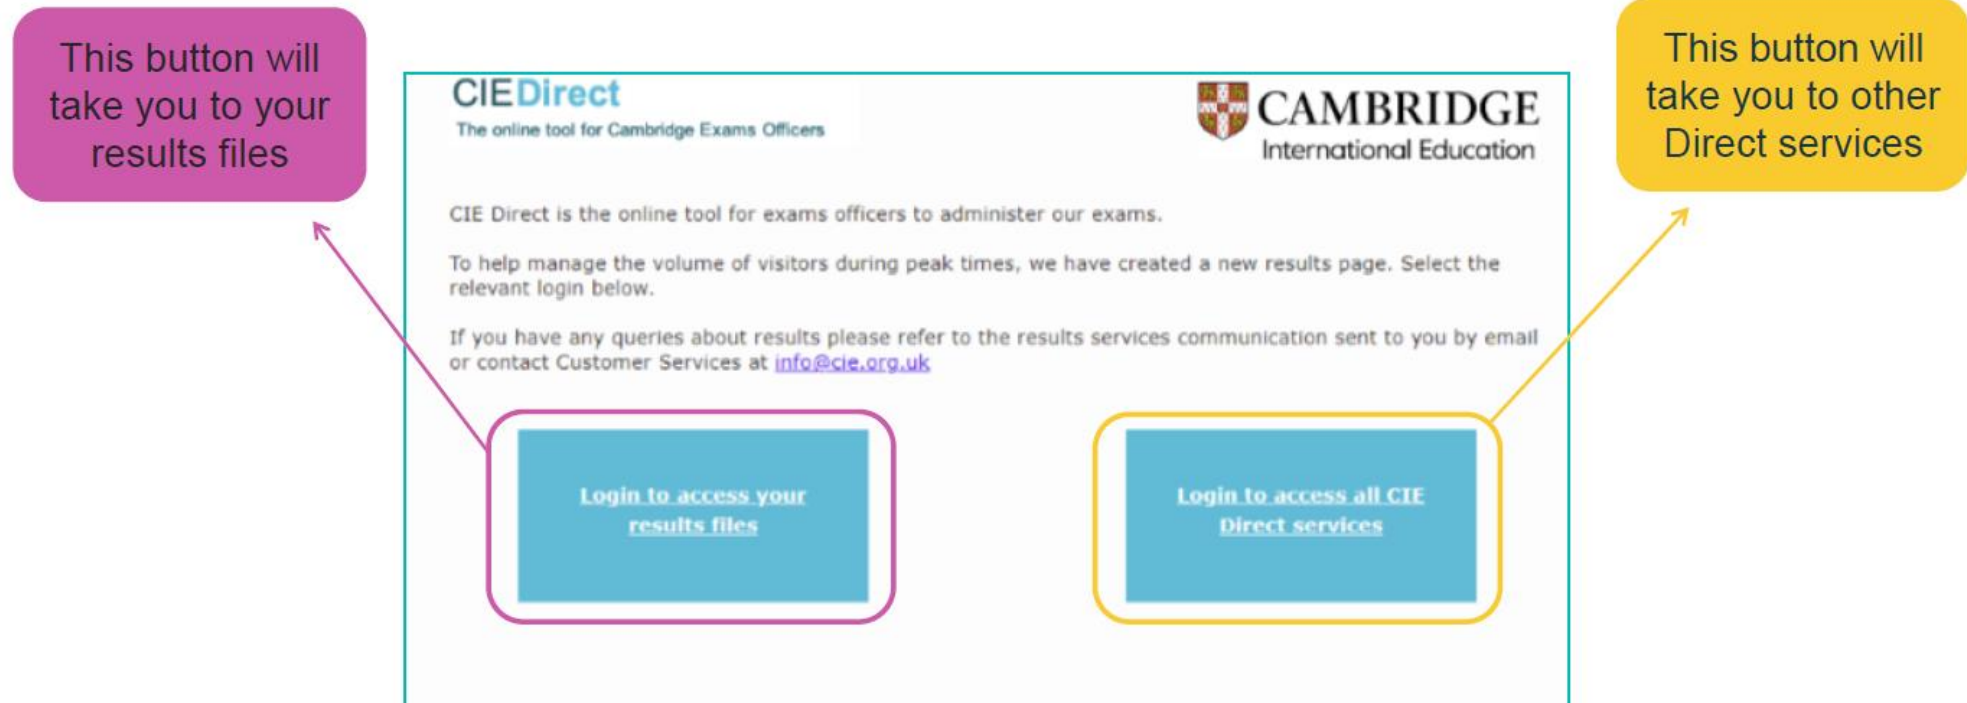 This button will
take you to your
results files
This button will
take you to other
Direct services
CIEDirect
The online tool for Cambridge Exams Officers
CAMBRIDGE
International Education
CIE Direct is the online tool for exams officers to administer our exams.
To help manage the volume of visitors during peak times, we have created a new results page. Select the
relevant login below.
If you have any queries about results please refer to the results services communication sent to you by email
or contact Customer Services at info@cie.org.uk
Login to access your
results files
Login to access all CIE
Direct services